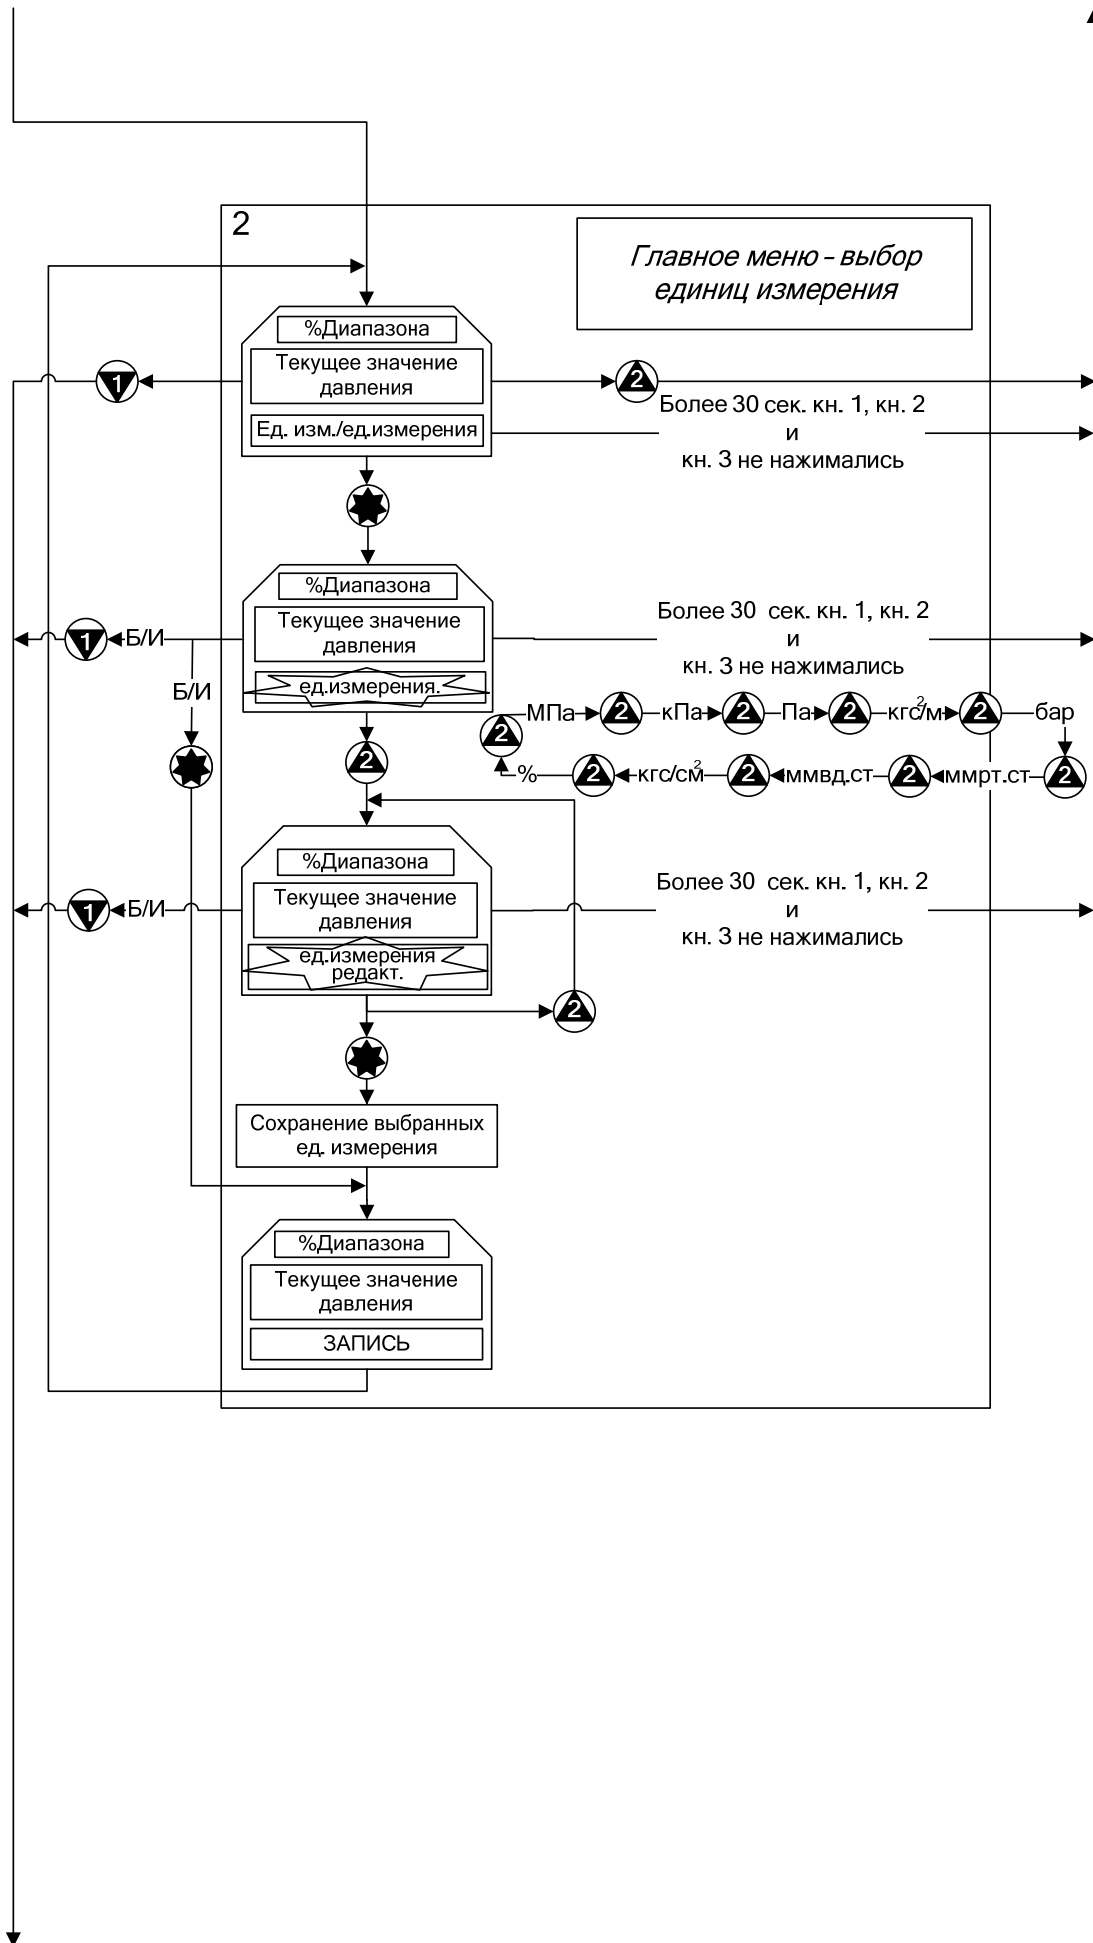 2
Главное меню – выбор
единиц измерения
%Диапазона
Текущее значение
давления
Ед. изм./ед.измерения
1
2
Более 30 сек. кн. 1, кн. 2
и
кн. 3 не нажимались
%Диапазона
Текущее значение
давления
ед.измерения.
1
Б/И
Б/И
Более 30 сек. кн. 1, кн. 2
и
кн. 3 не нажимались
2
2
МПа
2
кПа
2
Па
2
кгс/м²
2
бар
2
ммрт.ст
2
ммвд.ст
2
кгс/см²
2
%
%Диапазона
Текущее значение
давления
ед.измерения
редакт.
1
Б/И
Более 30 сек. кн. 1, кн. 2
и
кн. 3 не нажимались
2
Сохранение выбранных
ед. измерения
%Диапазона
Текущее значение
давления
ЗАПИСЬ